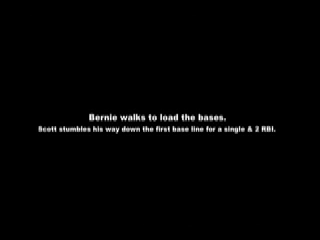 Bernie walks to load the bases.
Scott stumbles his way down the first base line for a single & 2 RBI.